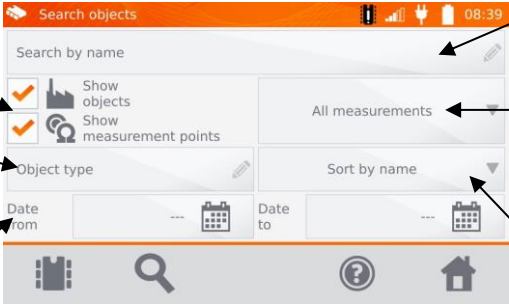 Search objects
08:39
Search by name
Show
objects
Show
measurement points
All measurements
Object type
Sort by name
Date
from
---
Date
to
---